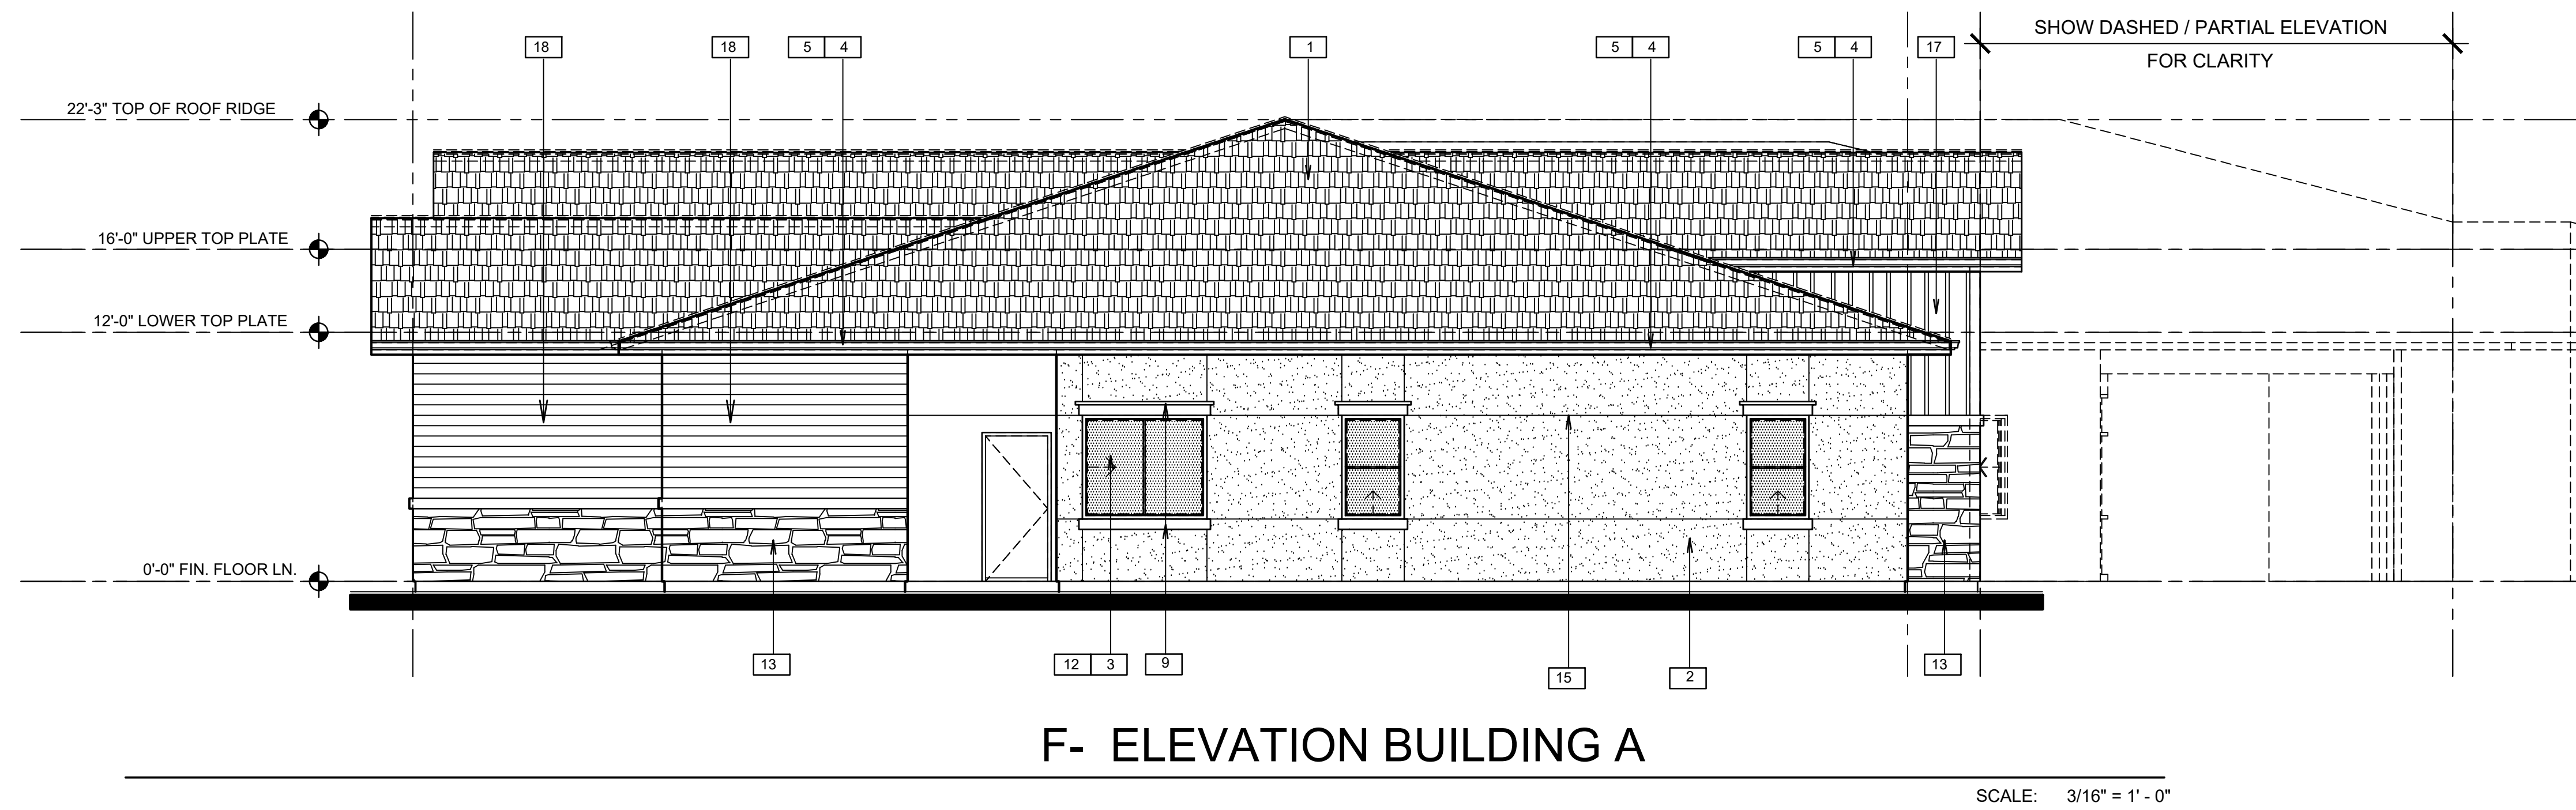 SHOW DASHED / PARTIAL ELEVATION
FOR CLARITY
18
18
5 4
1
5 4
5 4
17
22'-3" TOP OF ROOF RIDGE
16'-0" UPPER TOP PLATE
12'-0" LOWER TOP PLATE
0'-0" FIN. FLOOR LN.
13
12 3
9
15
2
13
F- ELEVATION BUILDING A
SCALE: 3/16" = 1' - 0"